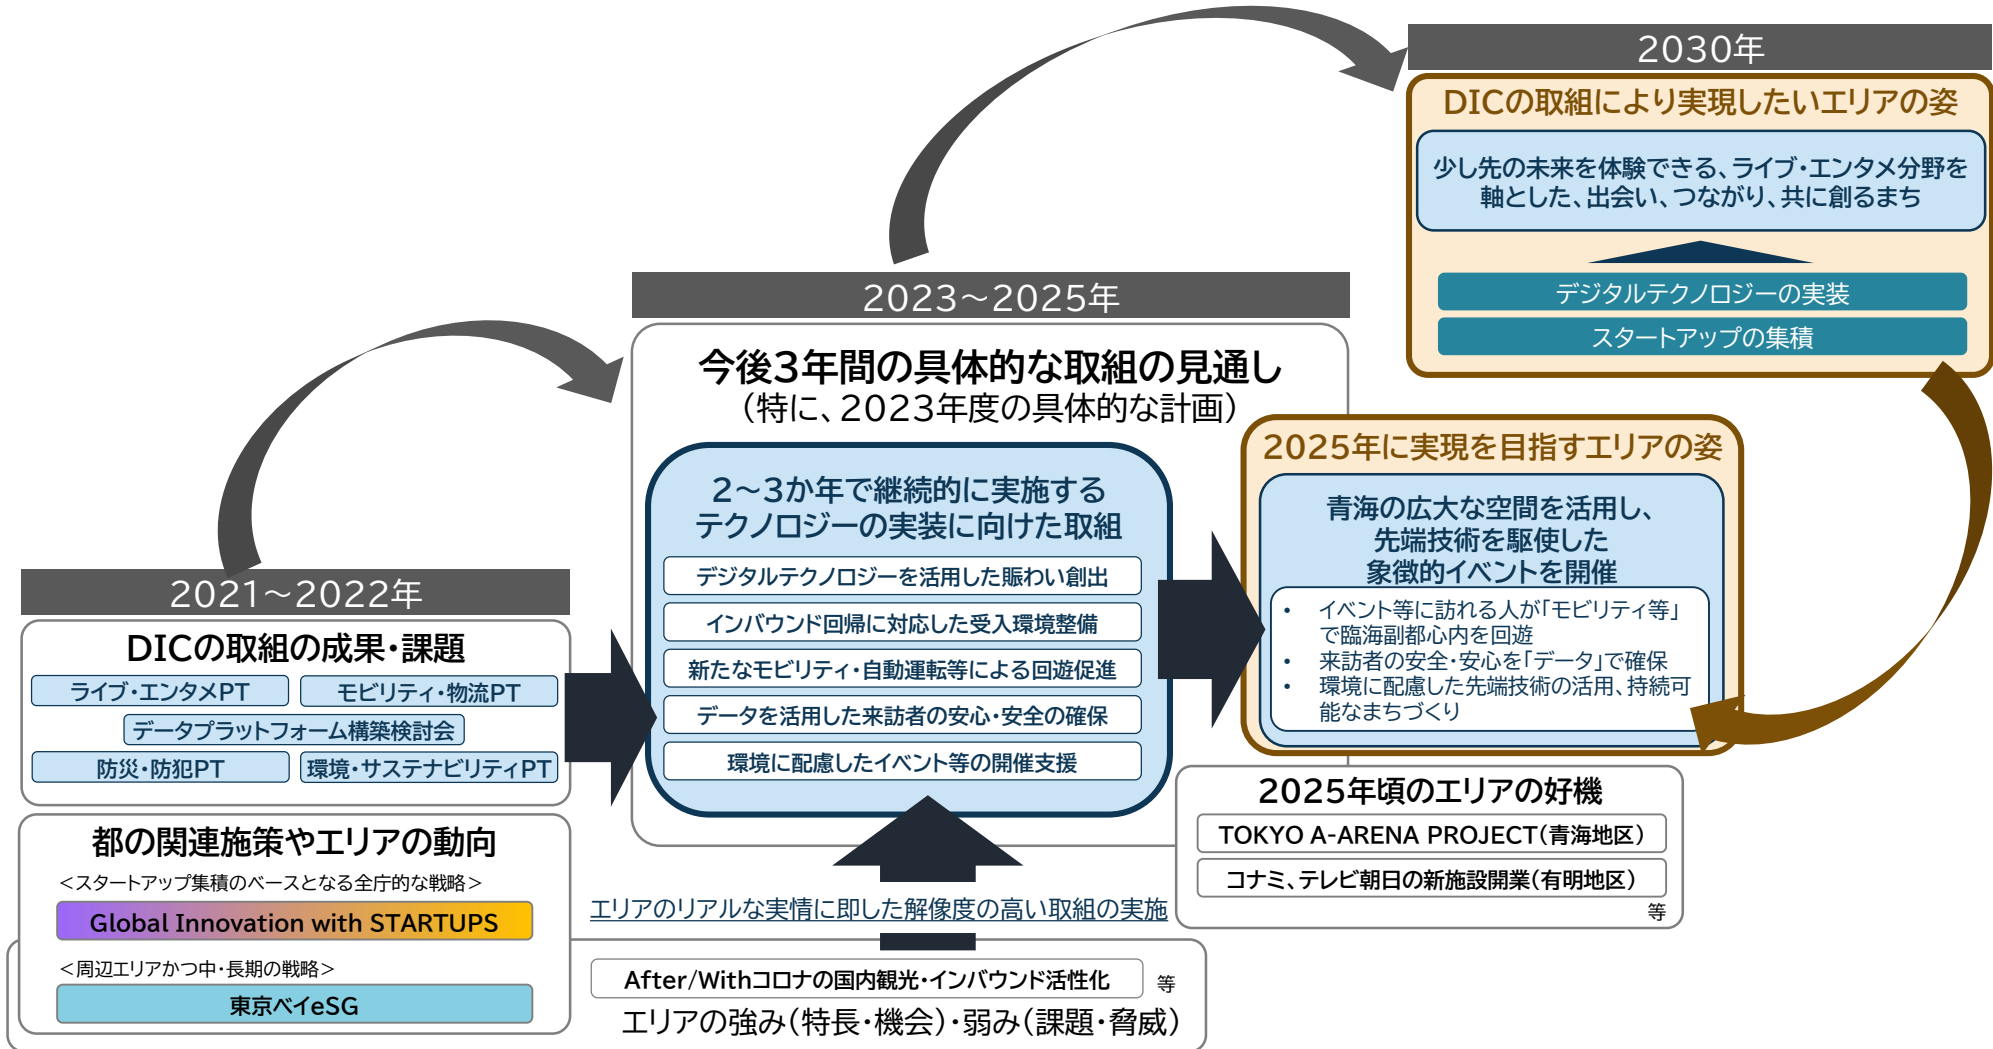 2030年
DICの取組により実現したいエリアの姿
少し先の未来を体験できる、ライブ・エンタメ分野を
軸とした、出会い、つながり、共に創るまち
デジタルテクノロジーの実装
スタートアップの集積
2023～2025年
今後3年間の具体的な取組の見通し
（特に、2023年度の具体的な計画）
2～3か年で継続的に実施する
テクノロジーの実装に向けた取組
デジタルテクノロジーを活用した賑わい創出
インバウンド回帰に対応した受入環境整備
新たなモビリティ・自動運転等による回遊促進
データを活用した来訪者の安心・安全の確保
環境に配慮したイベント等の開催支援
2025年に実現を目指すエリアの姿
青海の広大な空間を活用し、
先端技術を駆使した
象徴的イベントを開催
• イベント等に訪れる人が「モビリティ等」
で臨海副都心内を回遊
• 来訪者の安全・安心を「データ」で確保
• 環境に配慮した先端技術の活用、持続可
能なまちづくり
2025年頃のエリアの好機
TOKYO A-ARENA PROJECT（青海地区）
コナミ、テレビ朝日の新施設開業（有明地区）
等
2021～2022年
DICの取組の成果・課題
ライブ・エンタメPT
モビリティ・物流PT
データプラットフォーム構築検討会
防災・防犯PT
環境・サステナビリティPT
都の関連施策やエリアの動向
＜スタートアップ集積のベースとなる全庁的な戦略＞
Global Innovation with STARTUPS
＜周辺エリアかつ中・長期の戦略＞
東京ベイeSG
エリアのリアルな実情に即した解像度の高い取組の実施
After/Withコロナの国内観光・インバウンド活性化
等
エリアの強み（特長・機会）・弱み（課題・脅威）